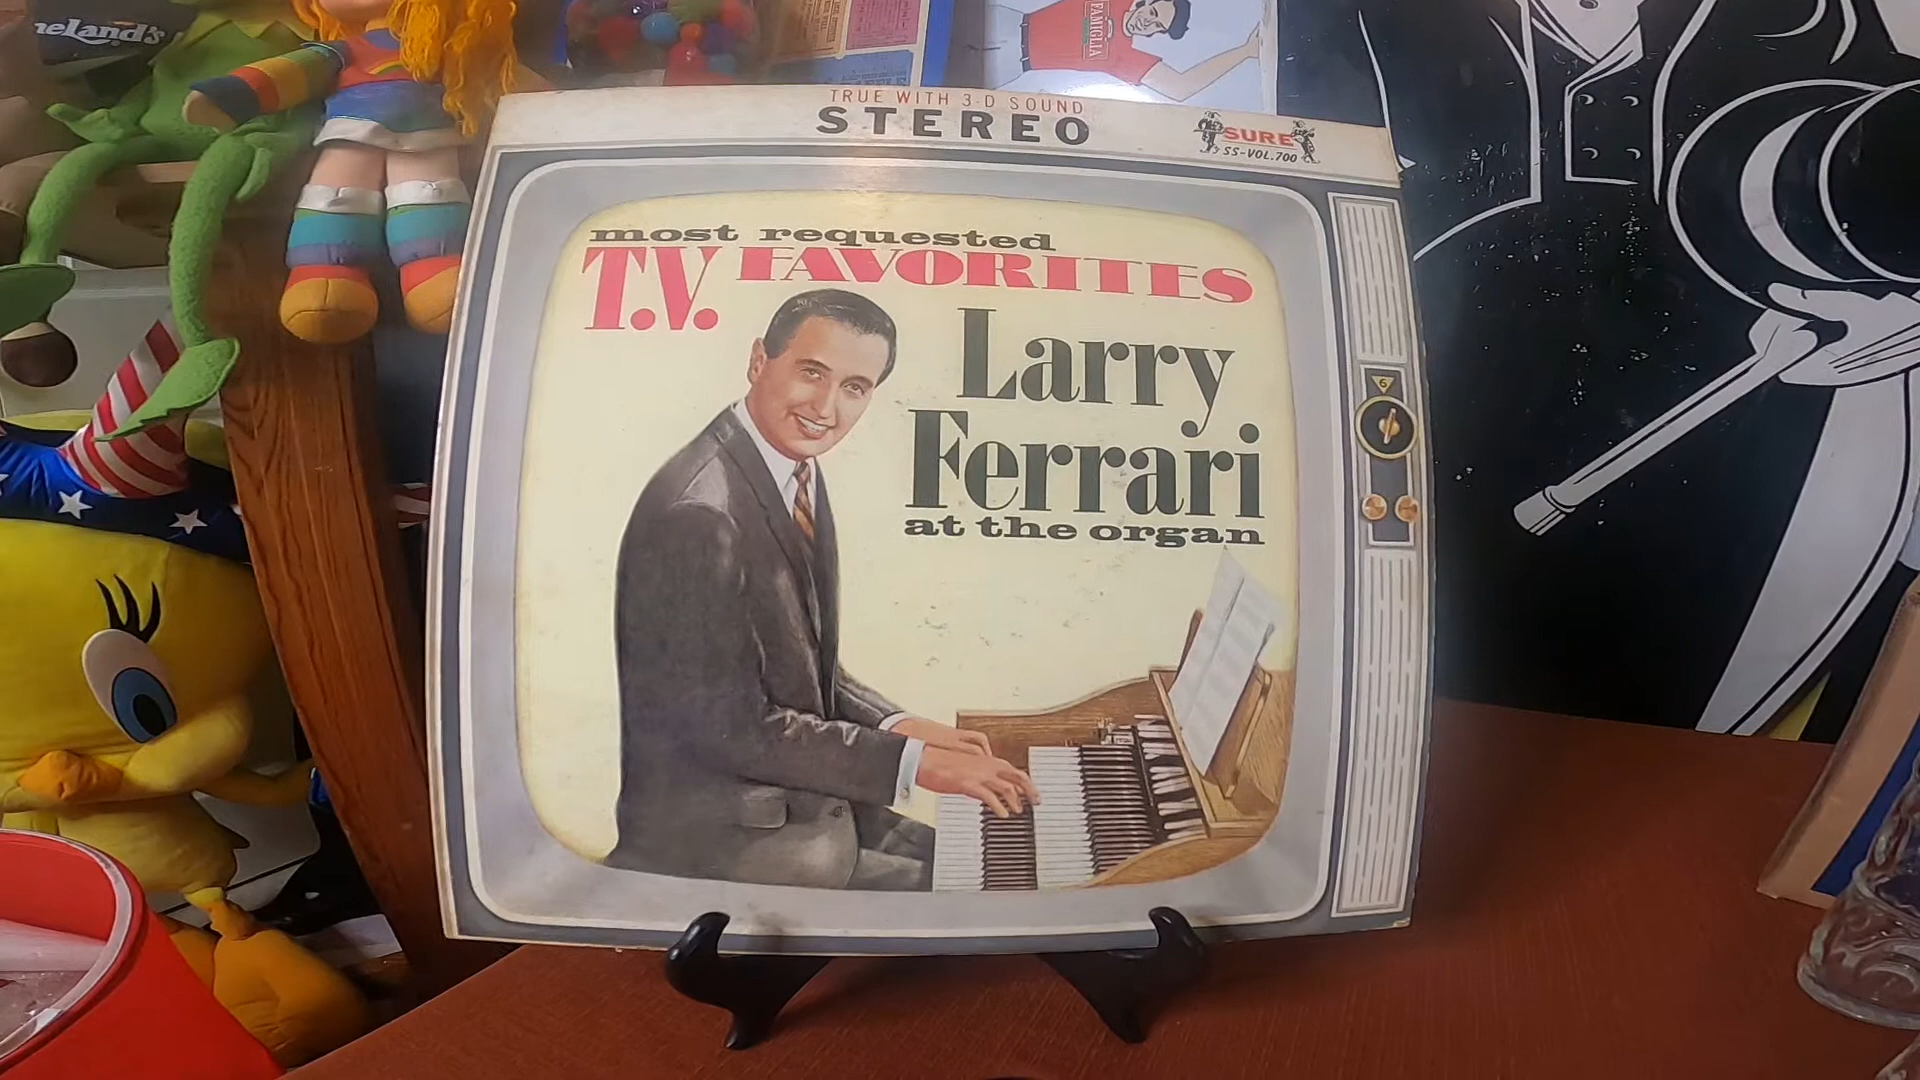 eLand's
FAMIGLIA
TRUE WITH 3-D SOUND
STEREO
SURE
SS-VOL.700
most requested
T.V. FAVORITES
Larry
Ferrari
at the organ
6